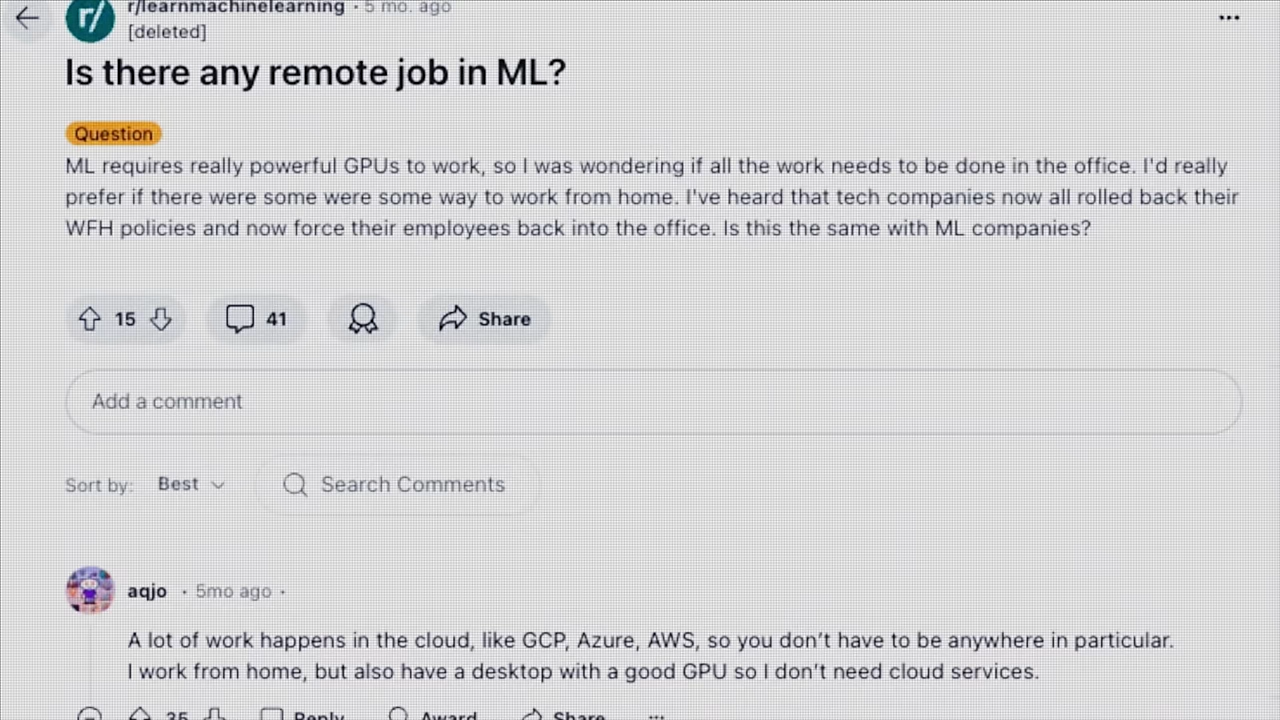 r/learnmachinelearning · 5 mo. ago
[deleted]
Is there any remote job in ML?
Question
ML requires really powerful GPUs to work, so I was wondering if all the work needs to be done in the office. I'd really
prefer if there were some were some way to work from home. I've heard that tech companies now all rolled back their
WFH policies and now force their employees back into the office. Is this the same with ML companies?
15 41 Share
Add a comment
Sort by: Best Search Comments
aqjo · 5mo ago ·
A lot of work happens in the cloud, like GCP, Azure, AWS, so you don’t have to be anywhere in particular.
I work from home, but also have a desktop with a good GPU so I don’t need cloud services.
35 Reply Award Share